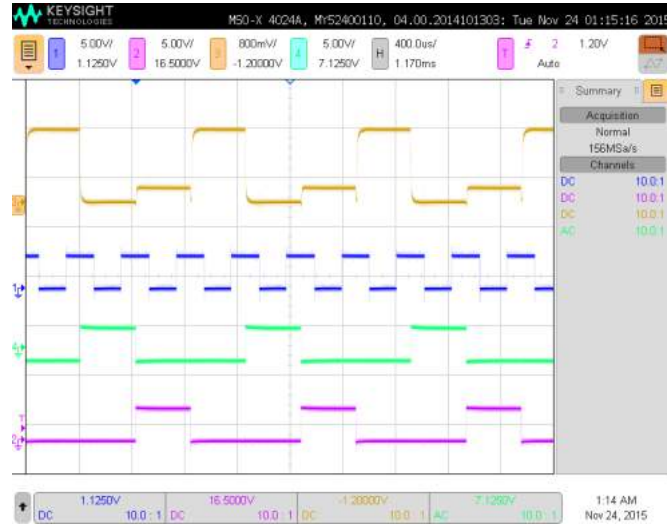 KEYSIGHT
TECHNOLOGIES
MSO-X 4024A, MY52400110, 04.00.2014101303: Tue Nov 24 01:15:16 2015
1 5.00V/ 2 5.00V/ 3 800mV/ 4 5.00V/ H 400.0us/ T 2 1.20V
1.1250V 16.5000V -1.20000V 7.1250V 1.170ms Auto
Summary
Acquisition
Normal
156MSa/s
Channels
DC 10.0:1
DC 10.0:1
DC 10.0:1
AC 10.0:1
1.1250V 16.5000V -1.20000V 7.1250V 1:14 AM
DC 10.0 : 1 DC 10.0 : 1 DC 10.0 : 1 AC 10.0 : 1 Nov 24, 2015